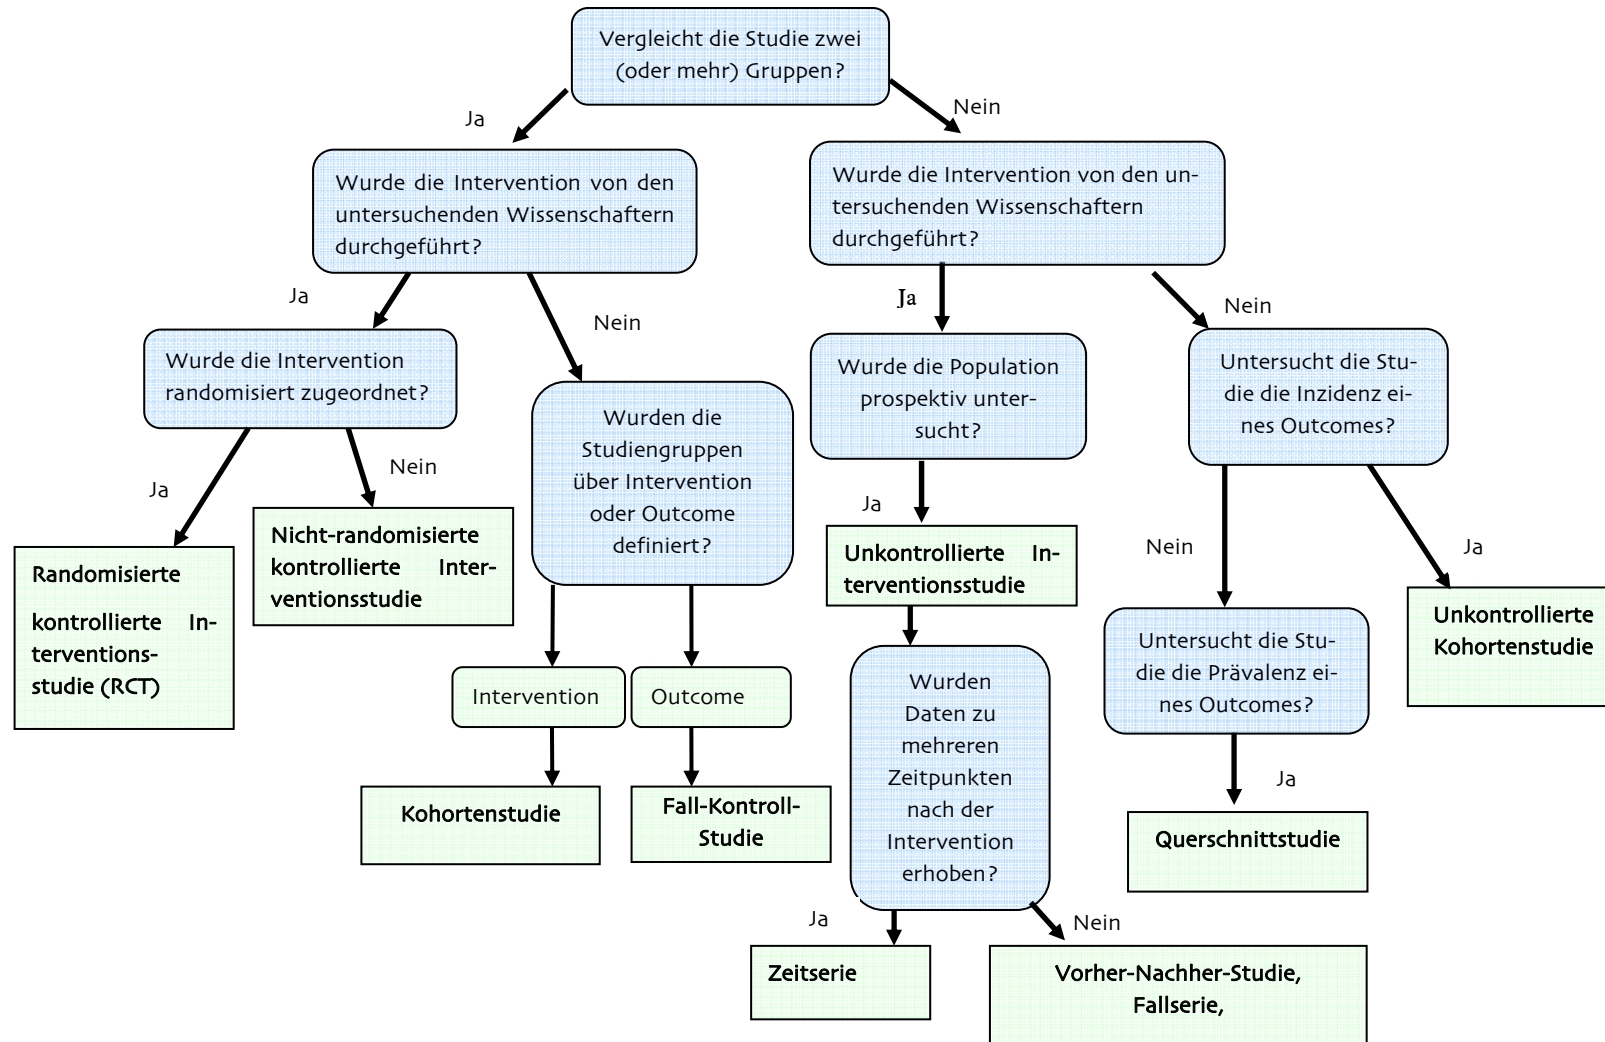 Vergleicht die Studie zwei
(oder mehr) Gruppen?
Ja
Nein
Wurde die Intervention von den
untersuchenden Wissenschaftern
durchgeführt?
Wurde die Intervention von den un-
tersuchenden Wissenschaftern
durchgeführt?
Ja
Nein
Ja
Nein
Wurde die Intervention
randomisiert zugeordnet?
Wurden die
Studiengruppen
über Intervention
oder Outcome
definiert?
Wurde die Population
prospektiv unter-
sucht?
Untersucht die Stu-
die die Inzidenz ei-
nes Outcomes?
Ja
Nein
Ja
Nein
Ja
Randomisierte
kontrollierte In-
terventions-
studie (RCT)
Nicht-randomisierte
kontrollierte Inter-
ventionsstudie
Unkontrollierte In-
terventionsstudie
Unkontrollierte
Kohortenstudie
Intervention
Outcome
Wurden
Daten zu
mehreren
Zeitpunkten
nach der
Intervention
erhoben?
Untersucht die Stu-
die die Prävalenz ei-
nes Outcomes?
Ja
Kohortenstudie
Fall-Kontroll-
Studie
Querschnittstudie
Ja
Nein
Zeitserie
Vorher-Nachher-Studie,
Fallserie,